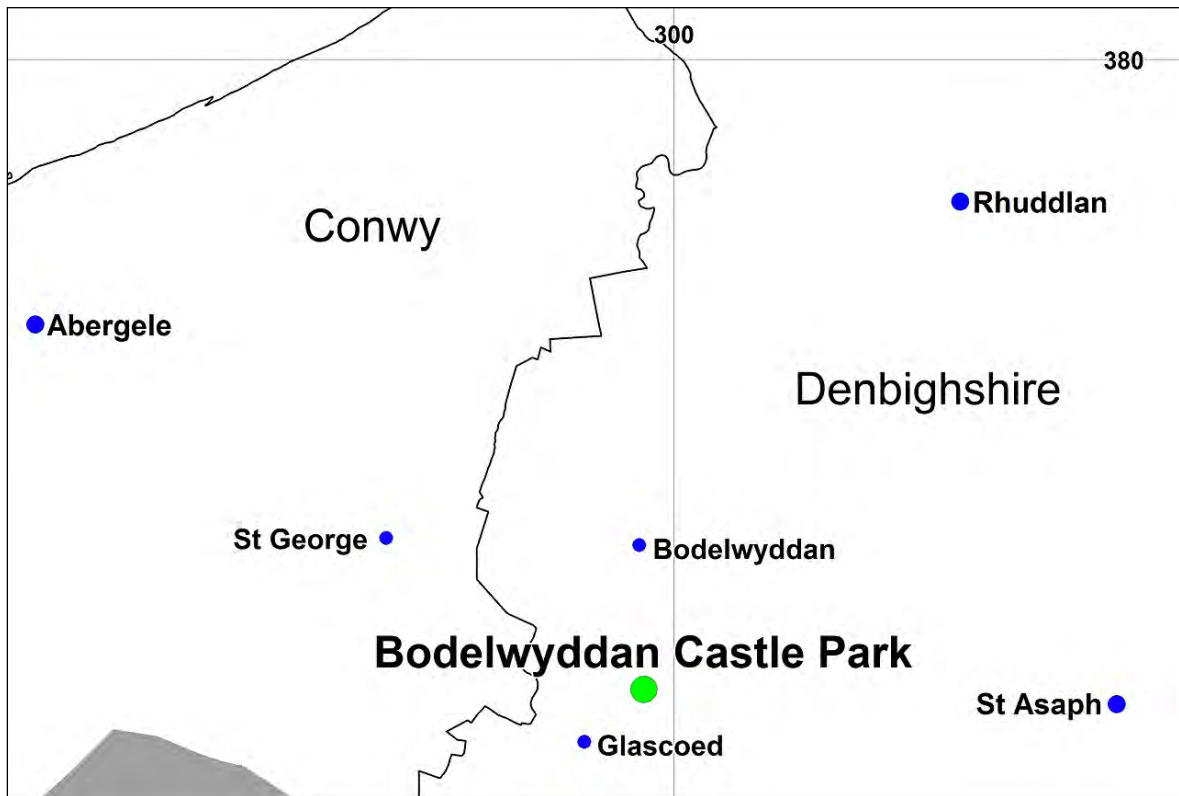 300
380
Rhuddlan
Conwy
Abergele
Denbighshire
St George
Bodelwyddan
Bodelwyddan Castle Park
St Asaph
Glascoed